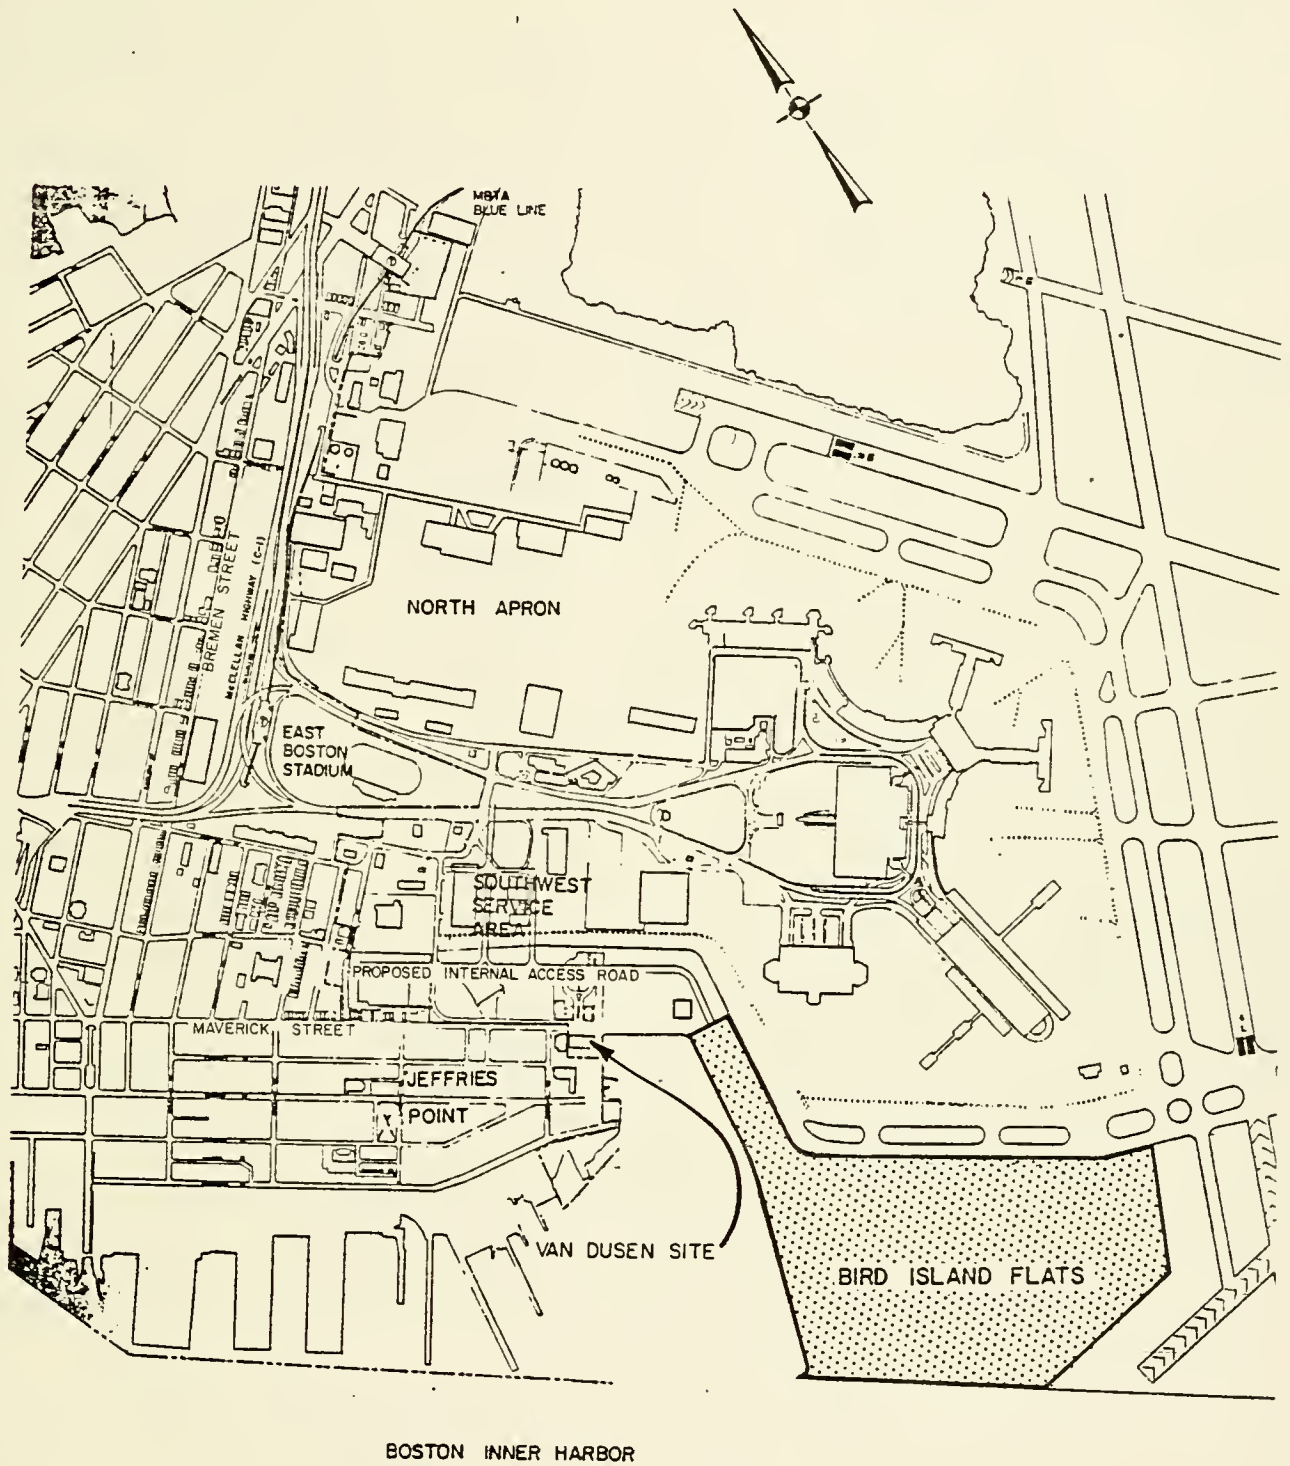 MBTA
BLUE LINE
BREMEN STREET
McCLELLAN HIGHWAY (C-1)
NORTH APRON
EAST
BOSTON
STADIUM
SOUTHWEST
SERVICE
AREA
PROPOSED INTERNAL ACCESS ROAD
MAVERICK STREET
JEFFRIES
POINT
VAN DUSEN SITE
BIRD ISLAND FLATS
BOSTON INNER HARBOR